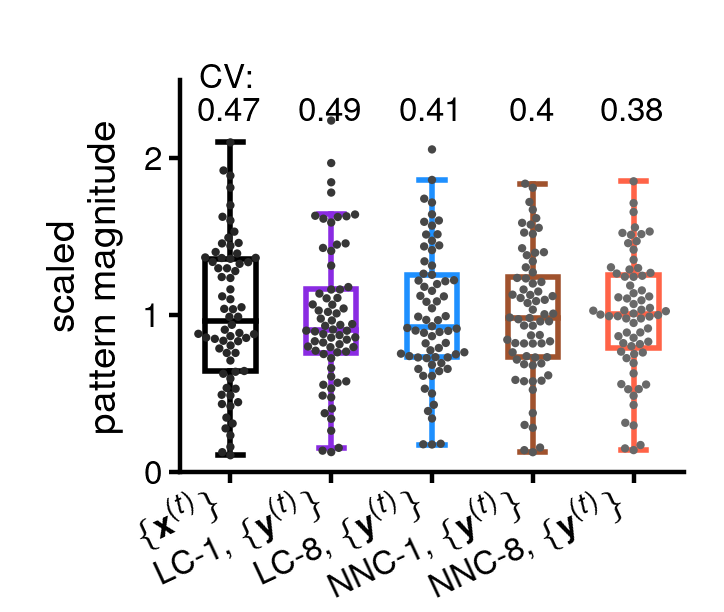 CV:
0.47 0.49 0.41 0.4 0.38
scaled
pattern magnitude
2
1
0
{𝐱⁽ᵗ⁾}
LC-1, {𝐲⁽ᵗ⁾}
LC-8, {𝐲⁽ᵗ⁾}
NNC-1, {𝐲⁽ᵗ⁾}
NNC-8, {𝐲⁽ᵗ⁾}